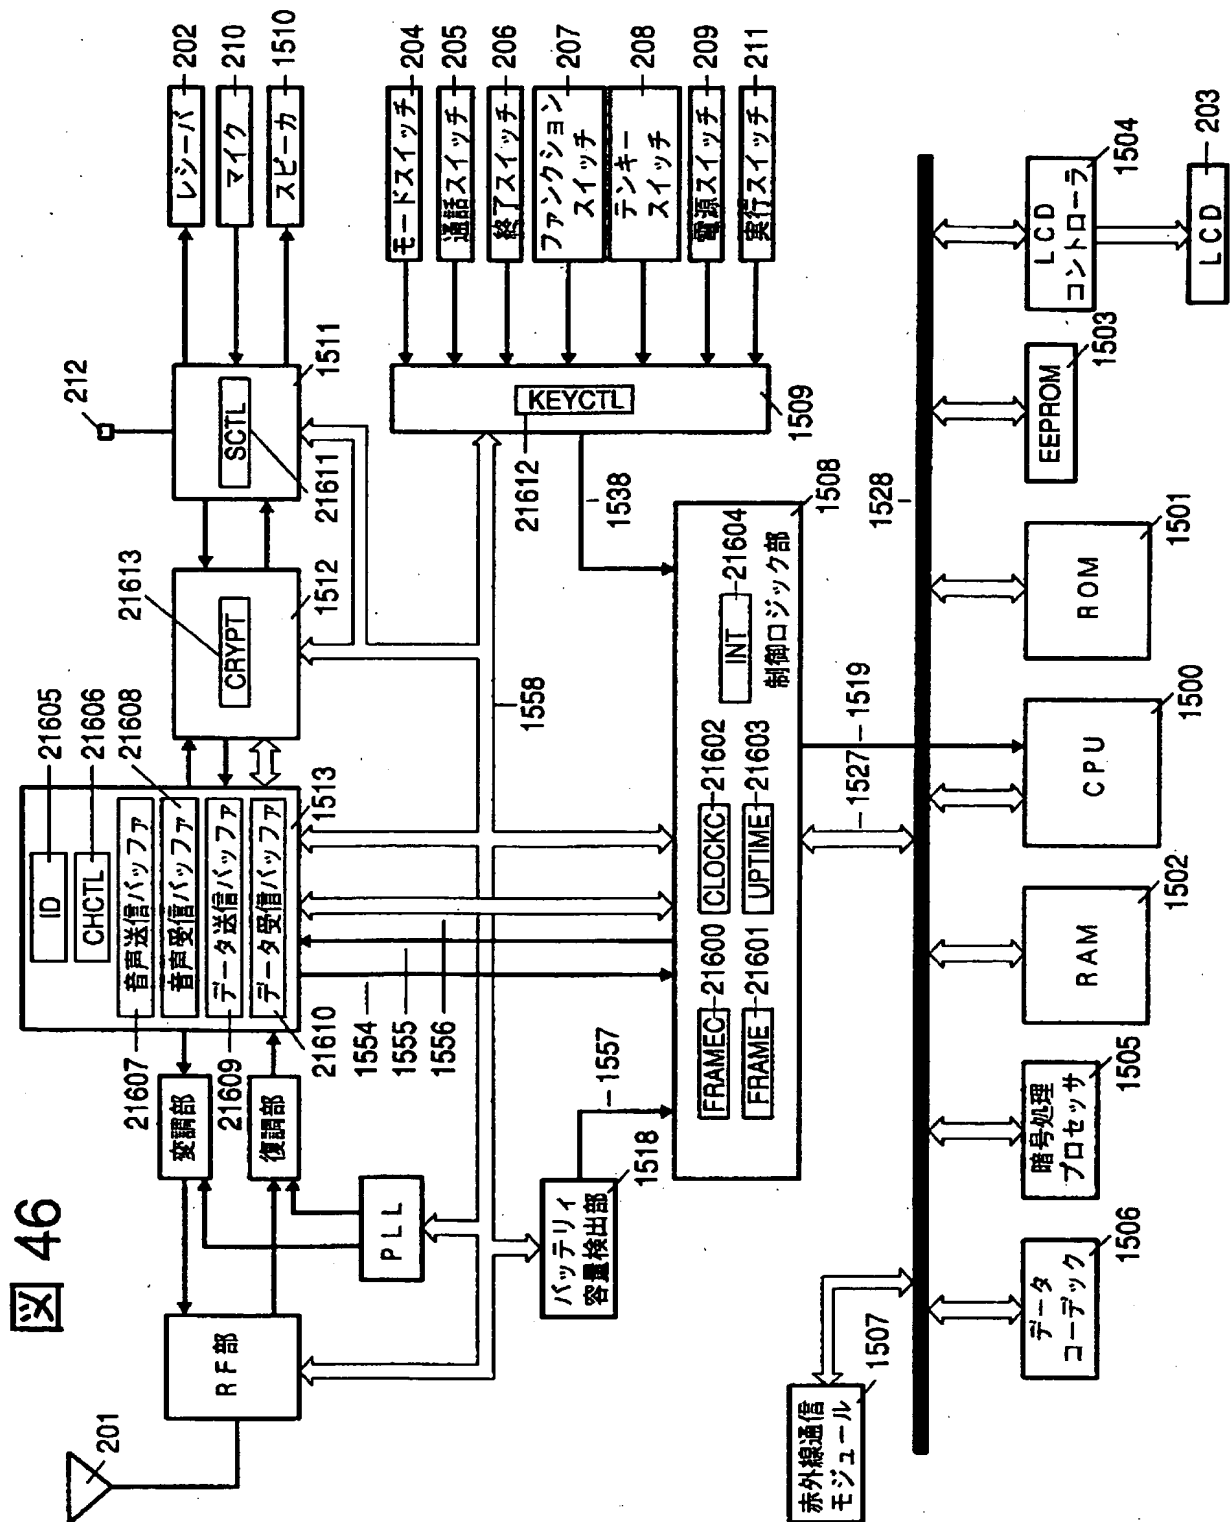 図 46
201
RF部
変調部
復調部
PLL
21607
21609
21610
ID
CHCTL
音声送信バッファ
音声受信バッファ
データ送信バッファ
データ受信バッファ
21605
21606
21608
1513
21613
CRYPT
1512
212
SCTL
21611
1511
レシーバ
202
マイク
210
スピーカ
1510
モードスイッチ
204
通話スイッチ
205
終了スイッチ
206
ファンクション
スイッチ
207
テンキー
スイッチ
208
電源スイッチ
209
実行スイッチ
211
KEYCTL
21612
1509
1538
1558
1554
1555
1556
1557
バッテリィ
容量検出部
1518
FRAMEC
21600
FRAME
21601
CLOCKC
21602
UPTIME
21603
INT
21604
制御ロジック部
1508
1527
1519
1528
赤外線通信
モジュール
1507
データ
コーデック
1506
暗号処理
プロセッサ
1505
RAM
1502
CPU
1500
ROM
1501
EEPROM
1503
LCD
コントローラ
1504
LCD
203